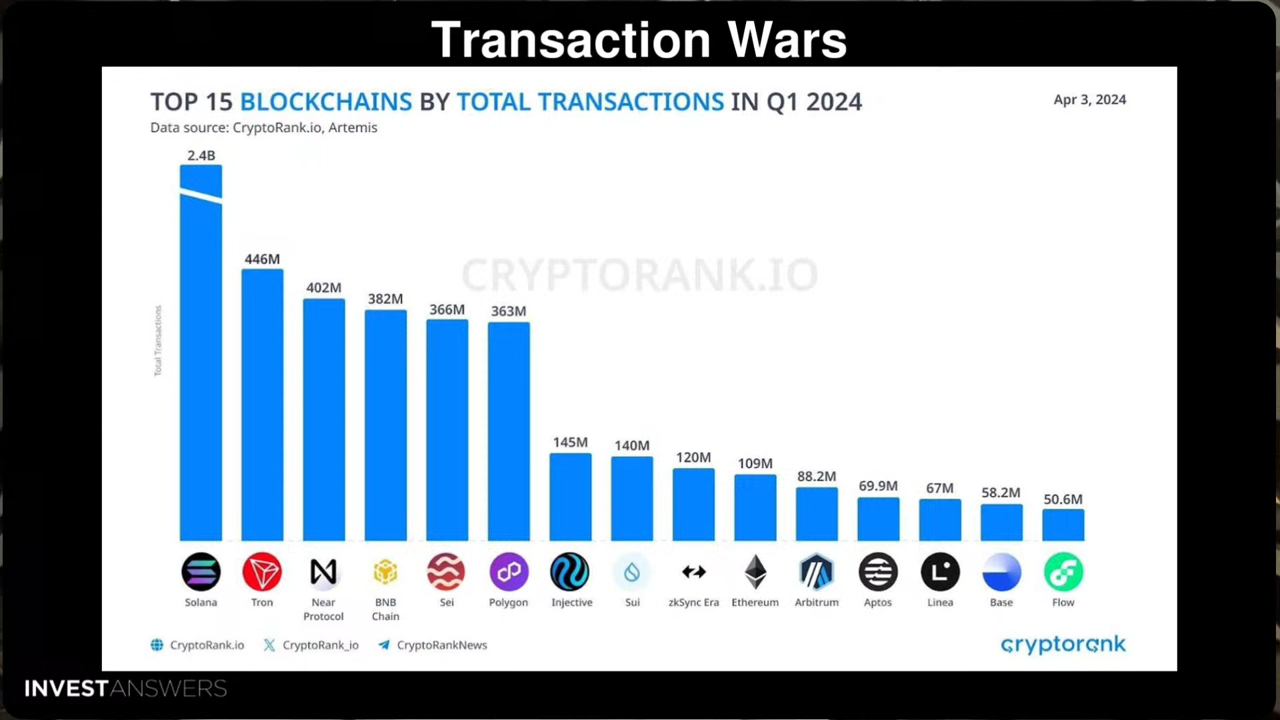 Transaction Wars
TOP 15 BLOCKCHAINS BY TOTAL TRANSACTIONS IN Q1 2024
Apr 3, 2024
Data source: CryptoRank.io, Artemis
2.4B
446M
402M
382M
366M
363M
145M
140M
120M
109M
88.2M
69.9M
67M
58.2M
50.6M
CRYPTORANK.IO
Total Transactions
Solana
Tron
Near
Protocol
BNB
Chain
Sei
Polygon
Injective
Sui
zkSync Era
Ethereum
Arbitrum
Aptos
Linea
Base
Flow
CryptoRank.io
CryptoRank_io
CryptoRankNews
cryptorank
INVESTANSWERS